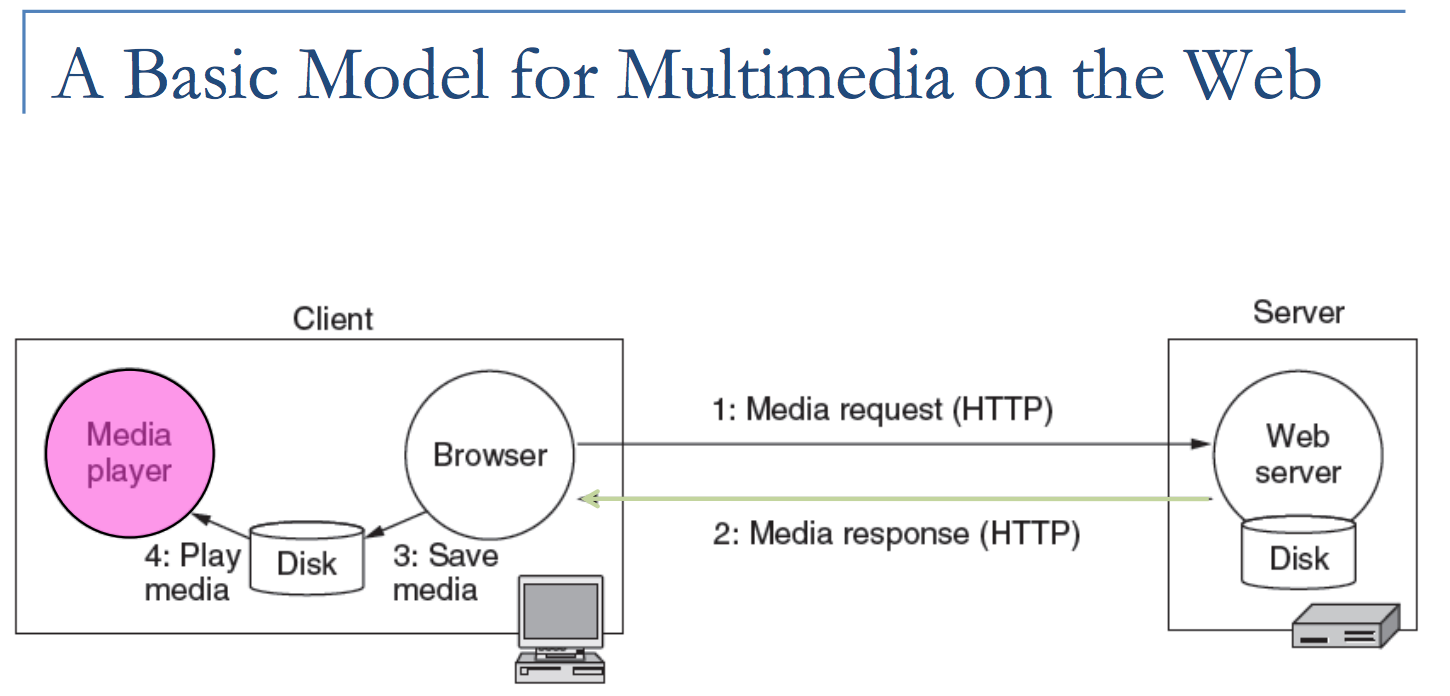 A Basic Model for Multimedia on the Web
Client
Server
Media
player
Browser
1: Media request (HTTP)
Web
server
2: Media response (HTTP)
4: Play
media
Disk
3: Save
media
Disk